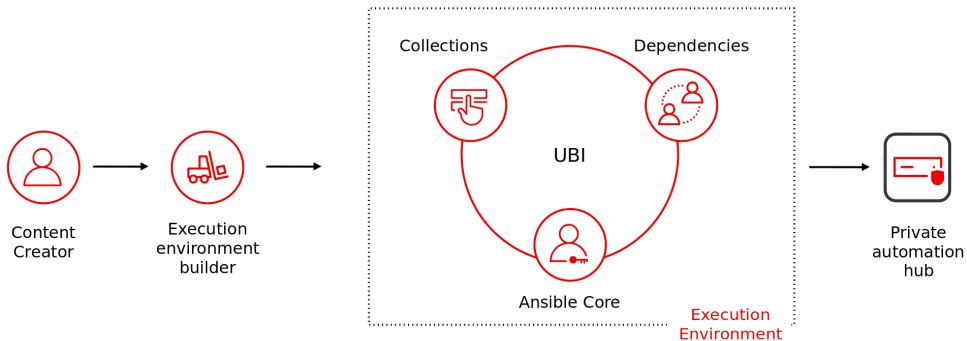 Content
Creator
Execution
environment
builder
Collections
Dependencies
UBI
Ansible Core
Execution
Environment
Private
automation
hub